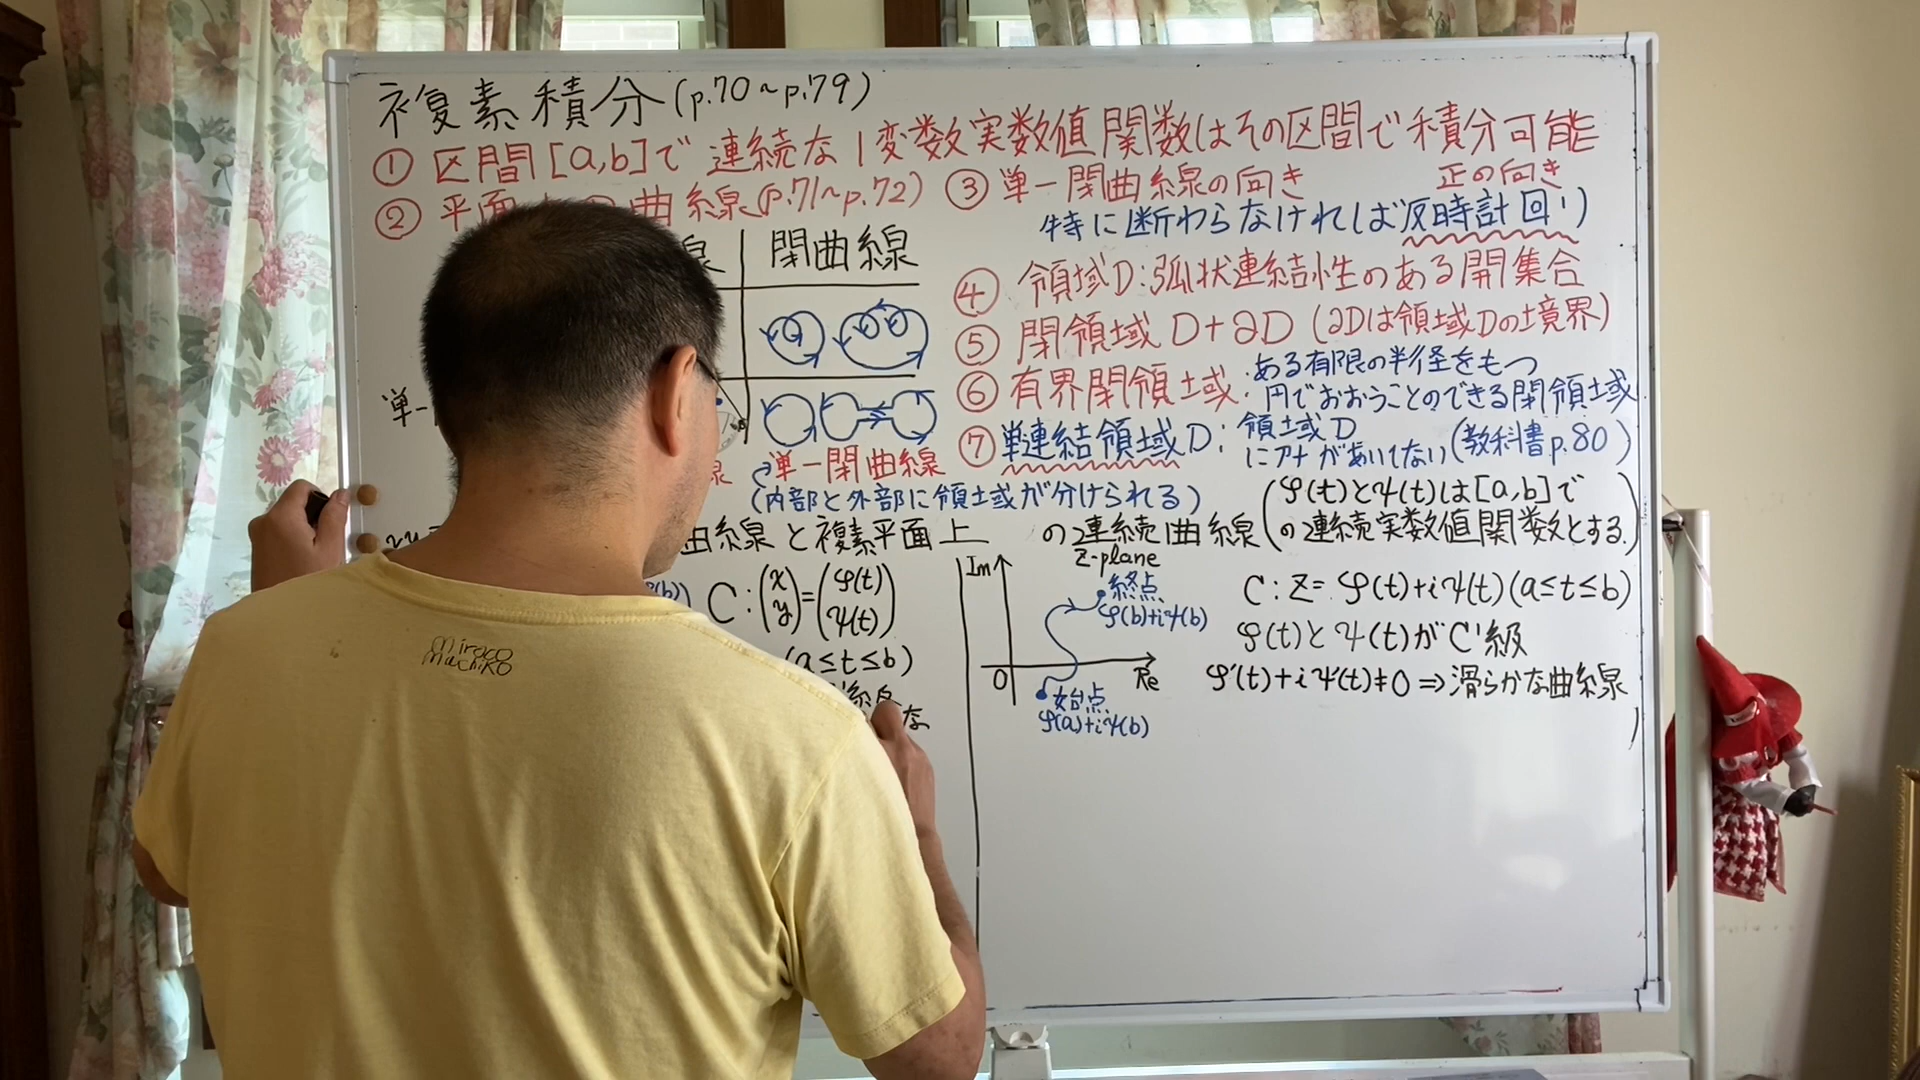 複素積分(p.70~p.79)
① 区間[a,b]で連続な1変数実数値関数はその区間で積分可能
② 平面 曲線(p.71~p.72)
閉曲線
単一
線
単一閉曲線
(内部と外部に領域が分けられる)
③ 単一閉曲線の向き 正の向き
特に断わらなければ反時計回り
④ 領域D:弧状連結性のある開集合
⑤ 閉領域 D+∂D (∂Dは領域Dの境界)
⑥ 有界閉領域・ある有限の半径をもつ
・円でおおうことのできる閉領域
⑦ 単連結領域D: 領域D
にアナがあいてない(教科書p.80)
曲線と複素平面上 の連続曲線(φ(t)とψ(t)は[a,b]で
の連続実数値関数とする.)
C:(x y)=(φ(t) ψ(t))
(a≤t≤b)
な
Im
z-plane
終点
φ(b)+iψ(b)
O
Re
始点
φ(a)+iψ(b)
C:z=φ(t)+iψ(t)(a≤t≤b)
φ(t)とψ(t)がC¹級
φ'(t)+iψ'(t)≠0⇒滑らかな曲線
Miraco
Machiko